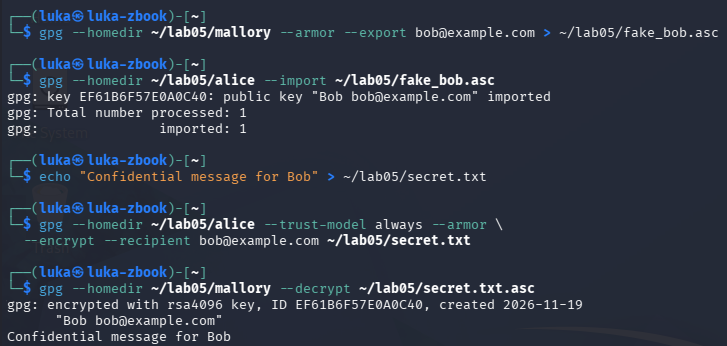 ┌──(luka㉿luka-zbook)-[~]
└─$ gpg --homedir ~/lab05/mallory --armor --export bob@example.com > ~/lab05/fake_bob.asc
┌──(luka㉿luka-zbook)-[~]
└─$ gpg --homedir ~/lab05/alice --import ~/lab05/fake_bob.asc
gpg: key EF61B6F57E0A0C40: public key "Bob bob@example.com" imported
gpg: Total number processed: 1
gpg:               imported: 1
┌──(luka㉿luka-zbook)-[~]
└─$ echo "Confidential message for Bob" > ~/lab05/secret.txt
┌──(luka㉿luka-zbook)-[~]
└─$ gpg --homedir ~/lab05/alice --trust-model always --armor \
  --encrypt --recipient bob@example.com ~/lab05/secret.txt
┌──(luka㉿luka-zbook)-[~]
└─$ gpg --homedir ~/lab05/mallory --decrypt ~/lab05/secret.txt.asc
gpg: encrypted with rsa4096 key, ID EF61B6F57E0A0C40, created 2026-11-19
      "Bob bob@example.com"
Confidential message for Bob